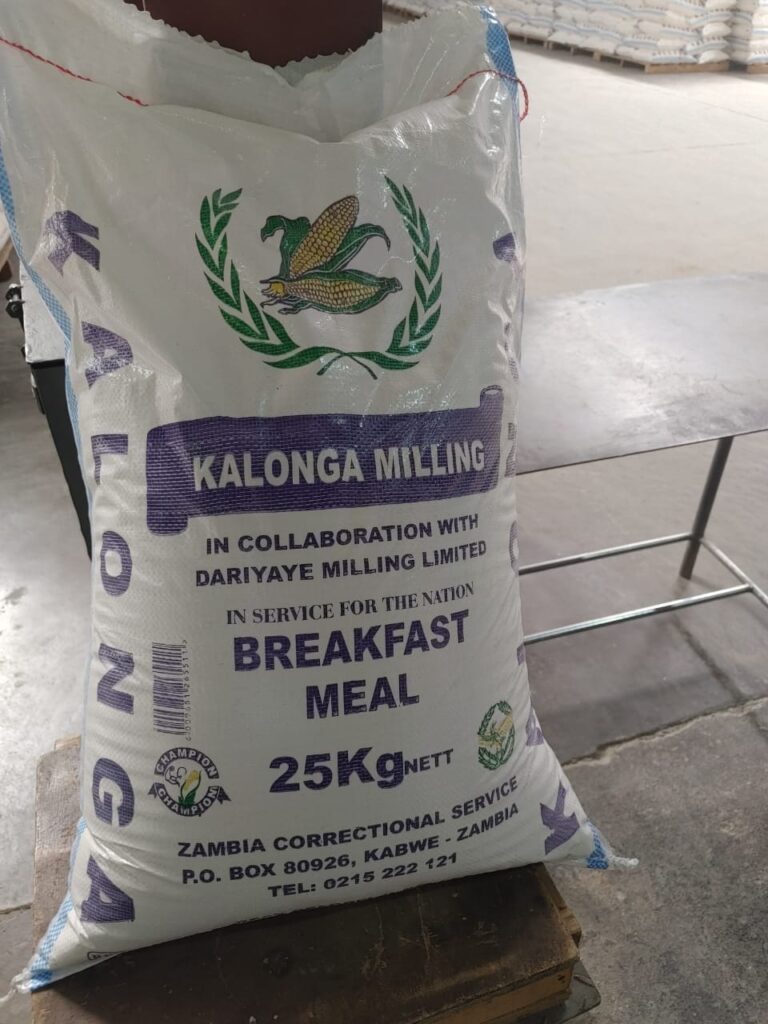 KALONGA
KALONGA MILLING
IN COLLABORATION WITH
DARIYAYE MILLING LIMITED
IN SERVICE FOR THE NATION
BREAKFAST
MEAL
25Kg NETT
CHAMPION
CHAMPION
ZAMBIA CORRECTIONAL SERVICE
P.O. BOX 80926, KABWE - ZAMBIA
TEL: 0215 222 121